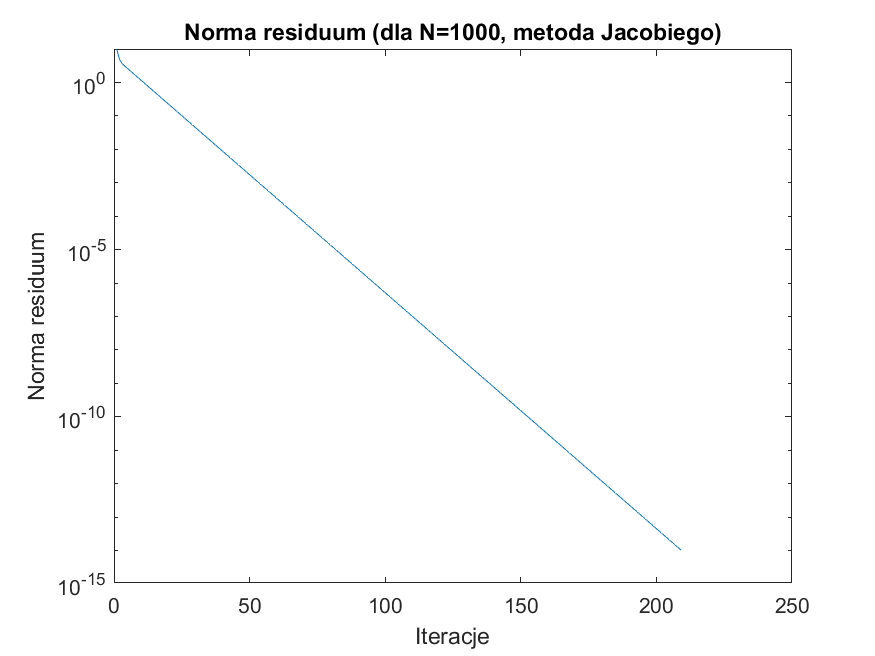 Norma residuum (dla N=1000, metoda Jacobiego)
Norma residuum
10^0
10^-5
10^-10
10^-15
0 50 100 150 200 250
Iteracje